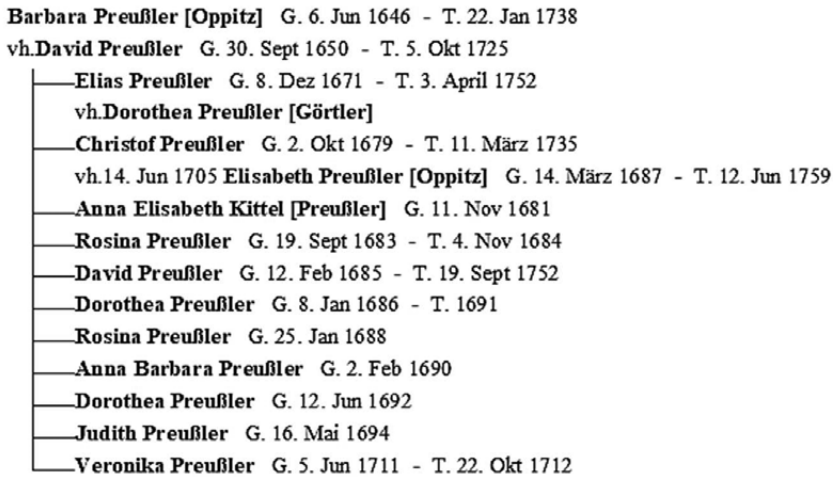 Barbara Preußler [Oppitz] G. 6. Jun 1646 - T. 22. Jan 1738
vh.David Preußler G. 30. Sept 1650 - T. 5. Okt 1725
Elias Preußler G. 8. Dez 1671 - T. 3. April 1752
vh.Dorothea Preußler [Görtler]
Christof Preußler G. 2. Okt 1679 - T. 11. März 1735
vh.14. Jun 1705 Elisabeth Preußler [Oppitz] G. 14. März 1687 - T. 12. Jun 1759
Anna Elisabeth Kittel [Preußler] G. 11. Nov 1681
Rosina Preußler G. 19. Sept 1683 - T. 4. Nov 1684
David Preußler G. 12. Feb 1685 - T. 19. Sept 1752
Dorothea Preußler G. 8. Jan 1686 - T. 1691
Rosina Preußler G. 25. Jan 1688
Anna Barbara Preußler G. 2. Feb 1690
Dorothea Preußler G. 12. Jun 1692
Judith Preußler G. 16. Mai 1694
Veronika Preußler G. 5. Jun 1711 - T. 22. Okt 1712